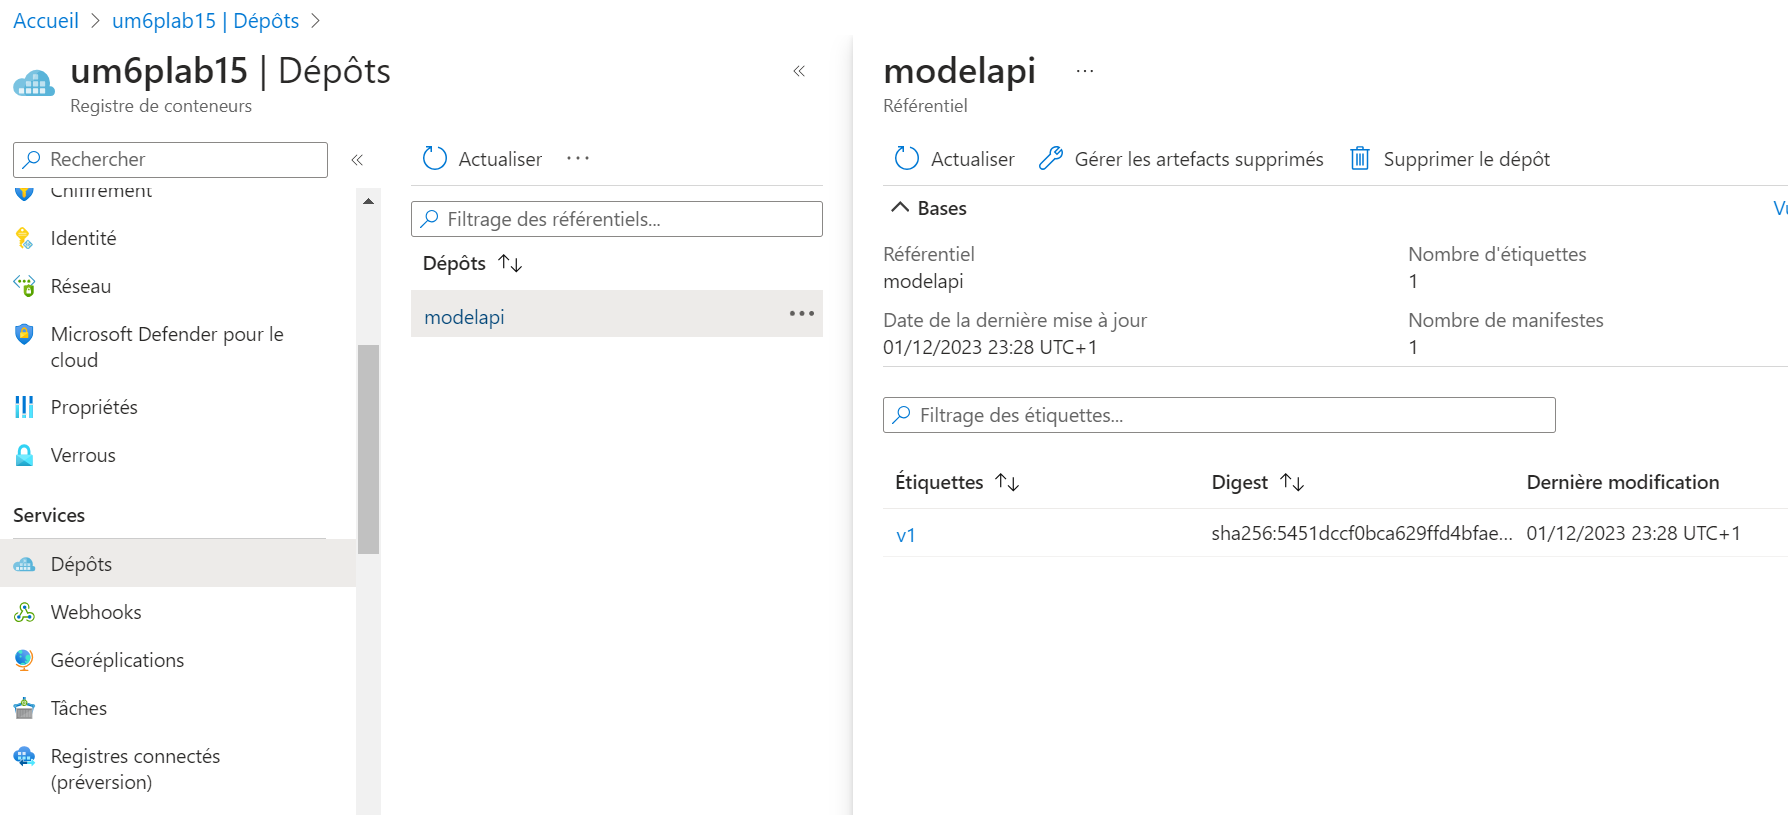 Accueil > um6plab15 | Dépôts >
um6plab15 | Dépôts
Registre de conteneurs
Rechercher
Chiffrement
Identité
Réseau
Microsoft Defender pour le
cloud
Propriétés
Verrous
Services
Dépôts
Webhooks
Géoréplications
Tâches
Registres connectés
(préversion)
Actualiser ...
Filtrage des référentiels...
Dépôts
modelapi
modelapi ...
Référentiel
Actualiser Gérer les artefacts supprimés Supprimer le dépôt
Bases
Référentiel Nombre d'étiquettes
modelapi 1
Date de la dernière mise à jour Nombre de manifestes
01/12/2023 23:28 UTC+1 1
Filtrage des étiquettes...
Étiquettes Digest Dernière modification
v1 sha256:5451dccf0bca629ffd4bfae... 01/12/2023 23:28 UTC+1